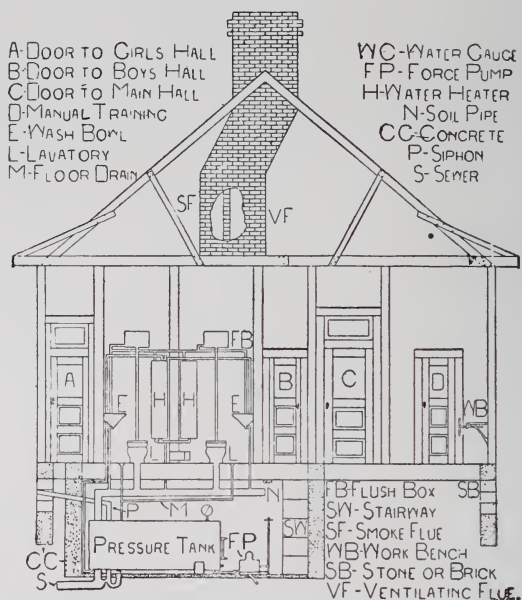 A-DOOR TO GIRLS HALL
B-DOOR TO BOYS HALL
C-DOOR TO MAIN HALL
D-MANUAL TRAINING
E-WASH BOWL
L-LAVATORY
M-FLOOR DRAIN
WC-WATER GAUGE
FP-FORCE PUMP
H-WATER HEATER
N-SOIL PIPE
CC-CONCRETE
P-SIPHON
S-SEWER
SF
VF
FB
A
E
H
H
E
B
C
D
WB
L
L
P
M
N
SW
PRESSURE TANK
FP
CC
S
FB-FLUSH BOX
SB
SW-STAIRWAY
SF-SMOKE FLUE
WB-WORK BENCH
SB-STONE OR BRICK
VF-VENTILATING FLUE.